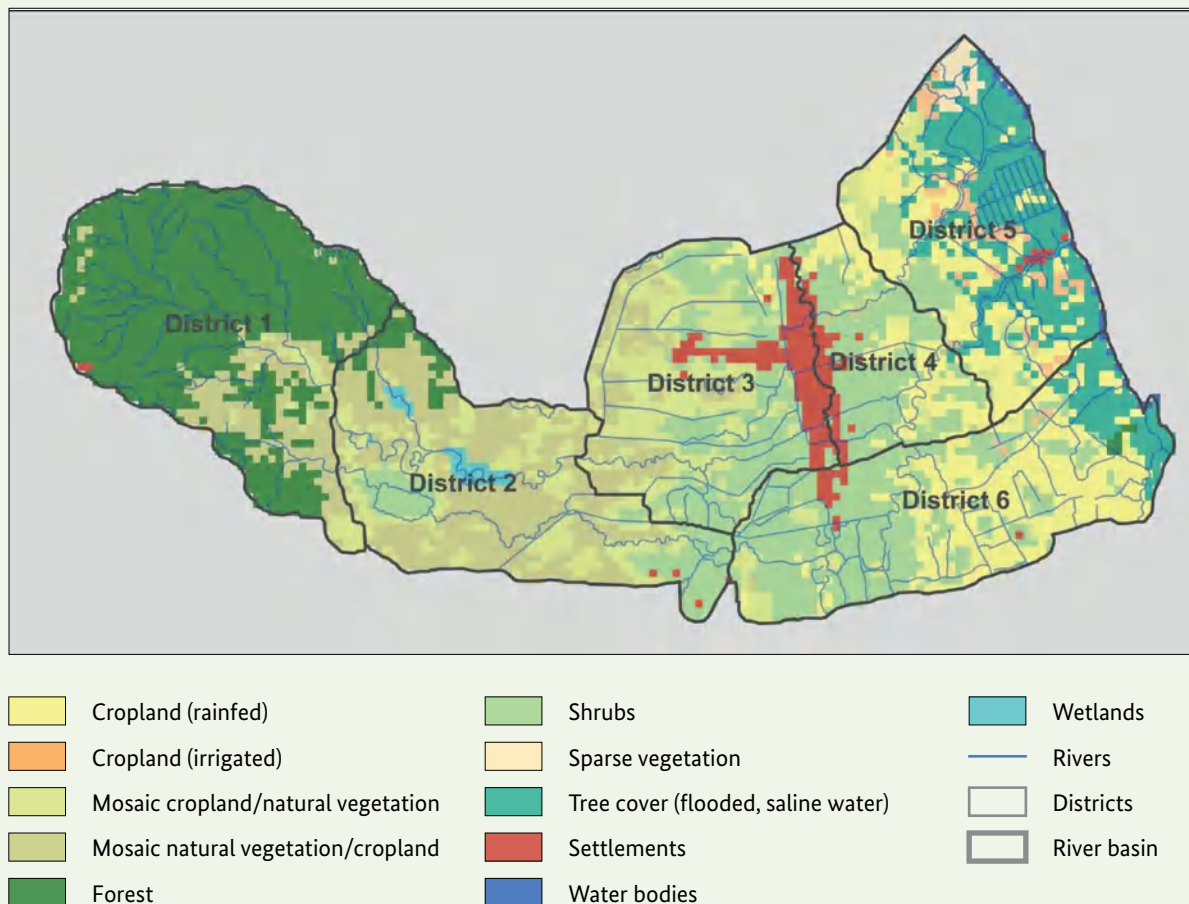 District 5
District 1
District 4
District 3
District 2
District 6
Cropland (rainfed)
Cropland (irrigated)
Mosaic cropland/natural vegetation
Mosaic natural vegetation/cropland
Forest
Shrubs
Sparse vegetation
Tree cover (flooded, saline water)
Settlements
Water bodies
Wetlands
Rivers
Districts
River basin